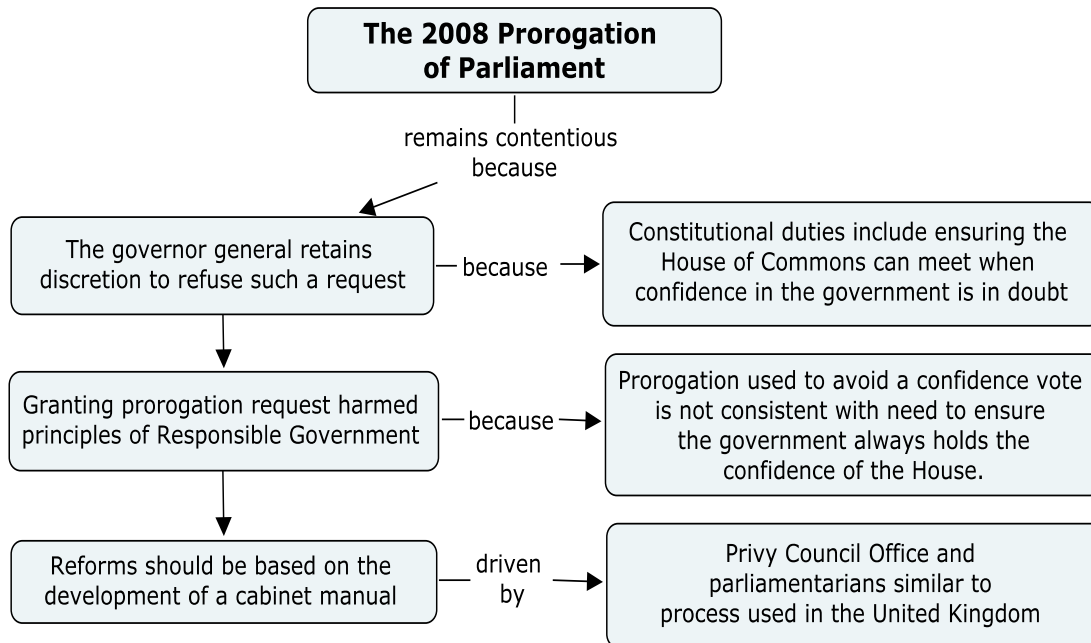 The 2008 Prorogation
of Parliament
remains contentious
because
The governor general retains
discretion to refuse such a request
because
Constitutional duties include ensuring the
House of Commons can meet when
confidence in the government is in doubt
Granting prorogation request harmed
principles of Responsible Government
because
Prorogation used to avoid a confidence vote
is not consistent with need to ensure
the government always holds the
confidence of the House.
Reforms should be based on the
development of a cabinet manual
driven
by
Privy Council Office and
parliamentarians similar to
process used in the United Kingdom